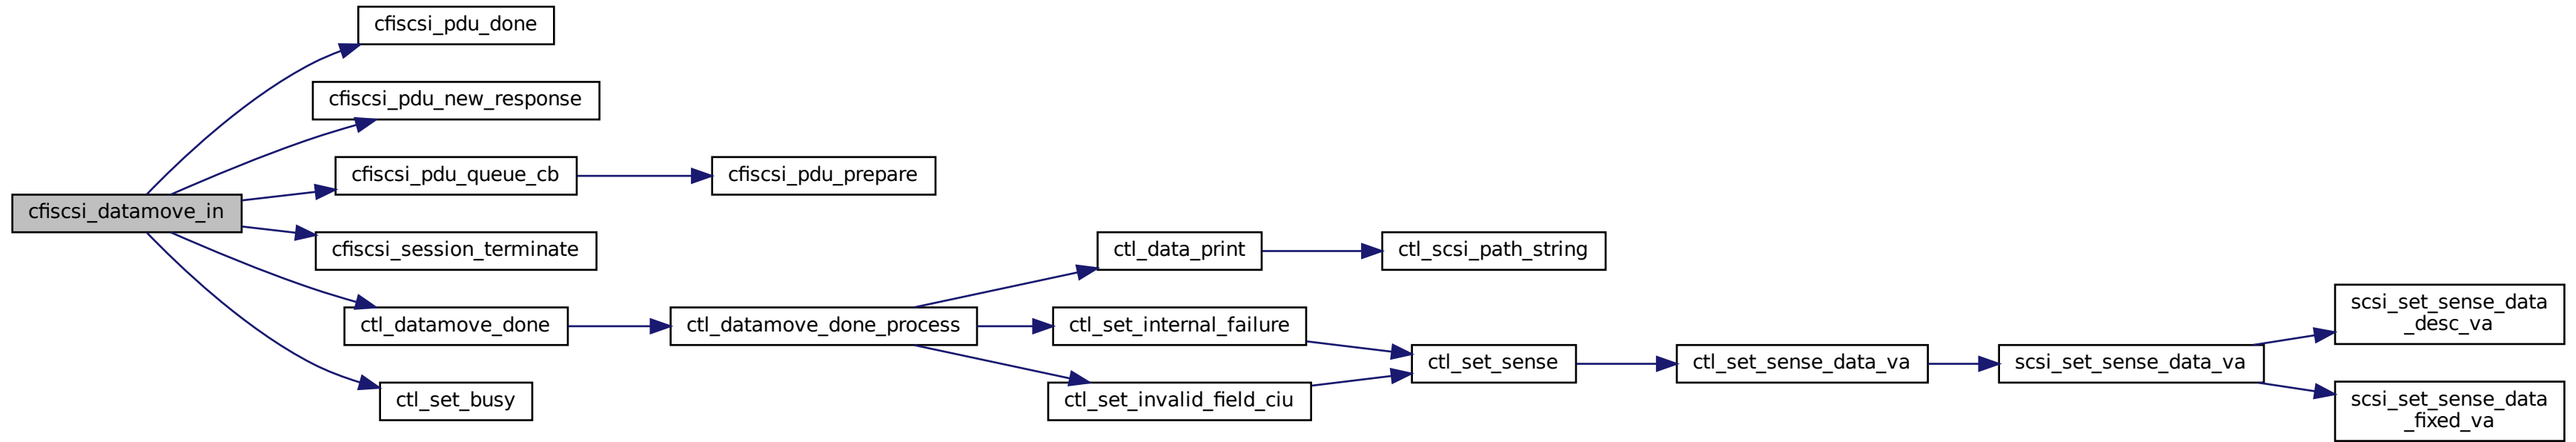 cfiscsi_pdu_done
cfiscsi_pdu_new_response
cfiscsi_pdu_queue_cb
cfiscsi_pdu_prepare
cfiscsi_datamove_in
cfiscsi_session_terminate
ctl_data_print
ctl_scsi_path_string
ctl_datamove_done
ctl_datamove_done_process
ctl_set_internal_failure
scsi_set_sense_data
_desc_va
ctl_set_sense
ctl_set_sense_data_va
scsi_set_sense_data_va
ctl_set_busy
ctl_set_invalid_field_ciu
scsi_set_sense_data
_fixed_va